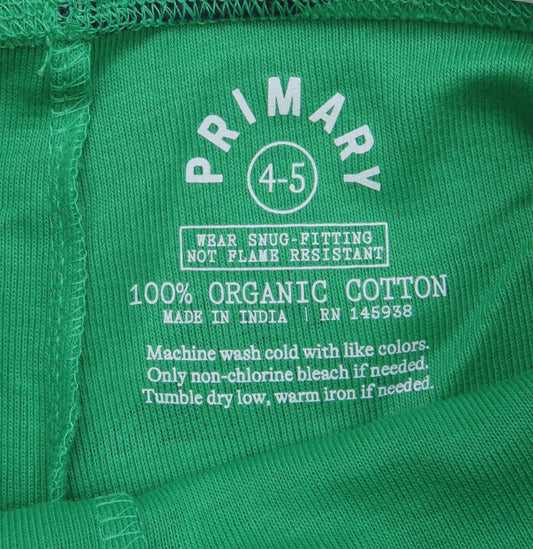 PRIMARY
4-5
WEAR SNUG-FITTING
NOT FLAME RESISTANT
100% ORGANIC COTTON
MADE IN INDIA | RN 145938
Machine wash cold with like colors.
Only non-chlorine bleach if needed.
Tumble dry low, warm iron if needed.